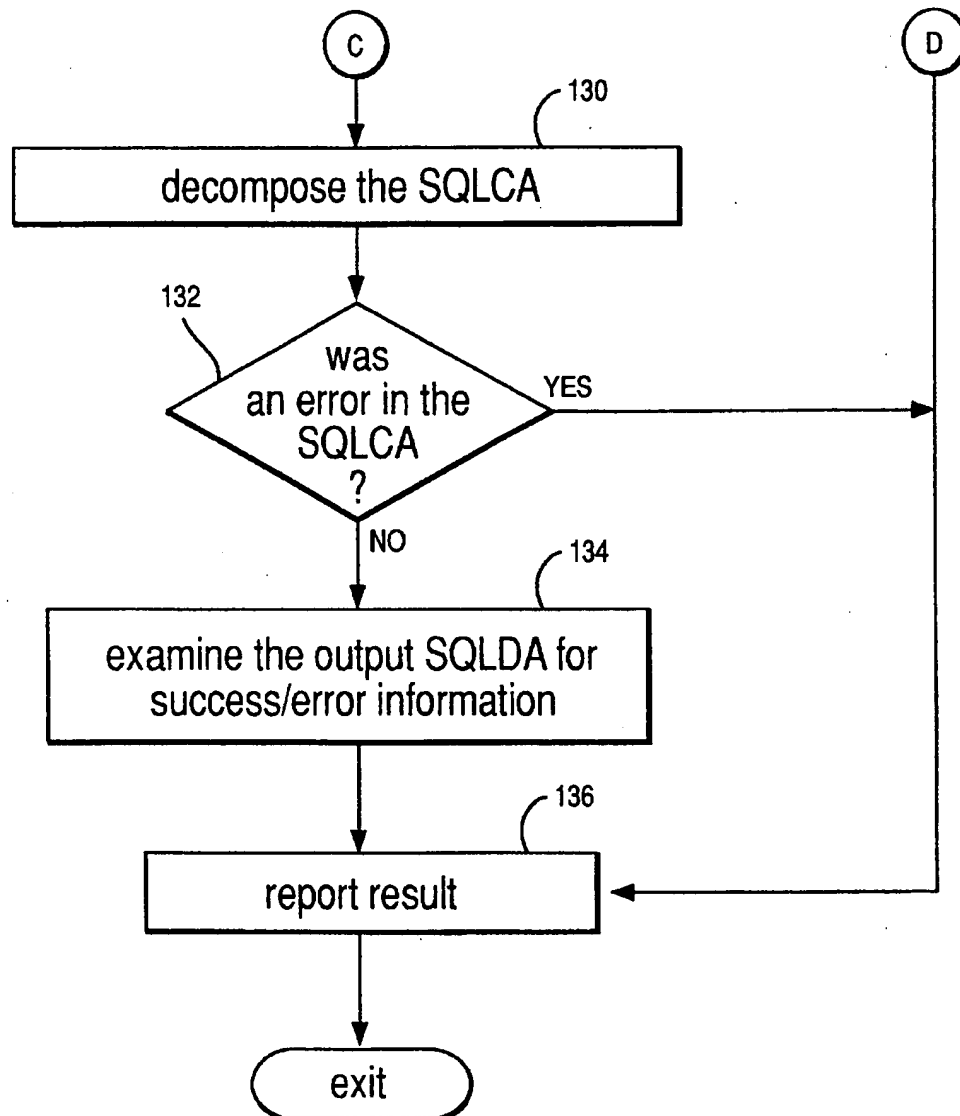 C
D
130
decompose the SQLCA
132
was
an error in the
SQLCA
?
YES
NO
134
examine the output SQLDA for
success/error information
136
report result
exit